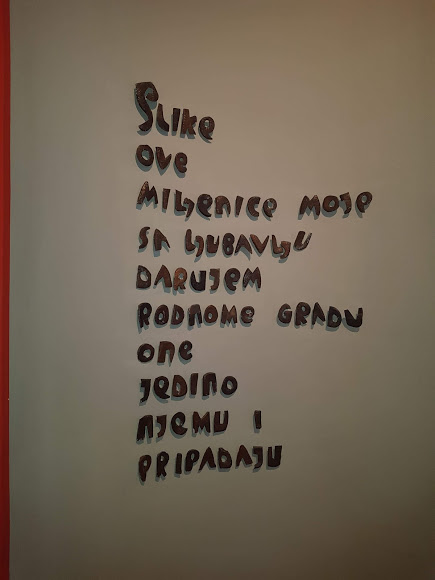 Slike
ove
miljenice moje
sa ljubavlju
darujem
rodnome gradu
one
jedino
njemu i
pripadaju